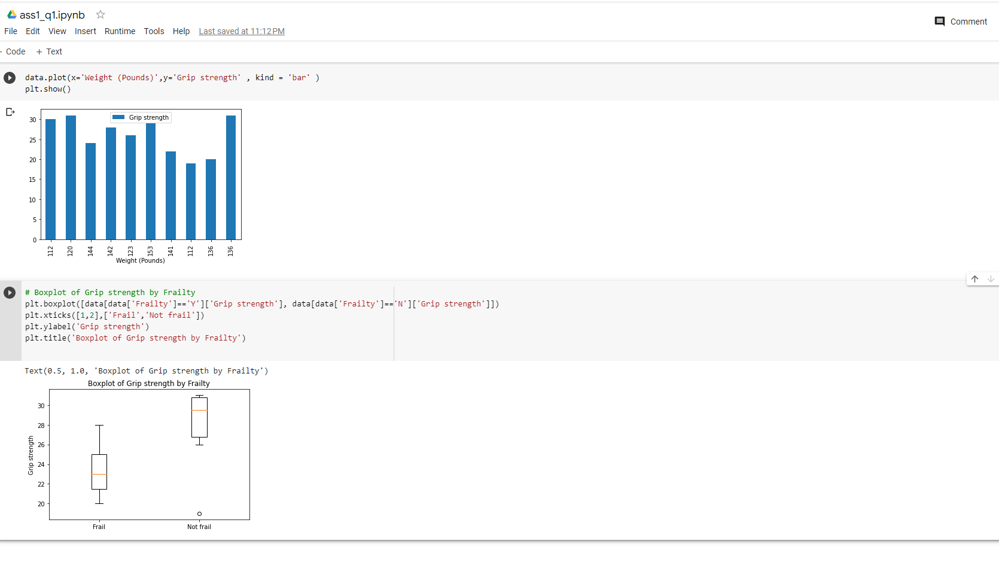 ass1_q1.ipynb
Comment
File Edit View Insert Runtime Tools Help Last saved at 11:12 PM
Code + Text
data.plot(x='Weight (Pounds)',y='Grip strength' , kind = 'bar' )
plt.show()
Grip strength
30
25
20
15
10
5
0
112 120 144 142 123 153 141 112 136 136
Weight (Pounds)
# Boxplot of Grip strength by Frailty
plt.boxplot([data[data['Frailty']=='Y']['Grip strength'], data[data['Frailty']=='N']['Grip strength']])
plt.xticks([1,2],['Frail','Not frail'])
plt.ylabel('Grip strength')
plt.title('Boxplot of Grip strength by Frailty')
Text(0.5, 1.0, 'Boxplot of Grip strength by Frailty')
Boxplot of Grip strength by Frailty
Grip strength
30
28
26
24
22
20
Frail Not frail